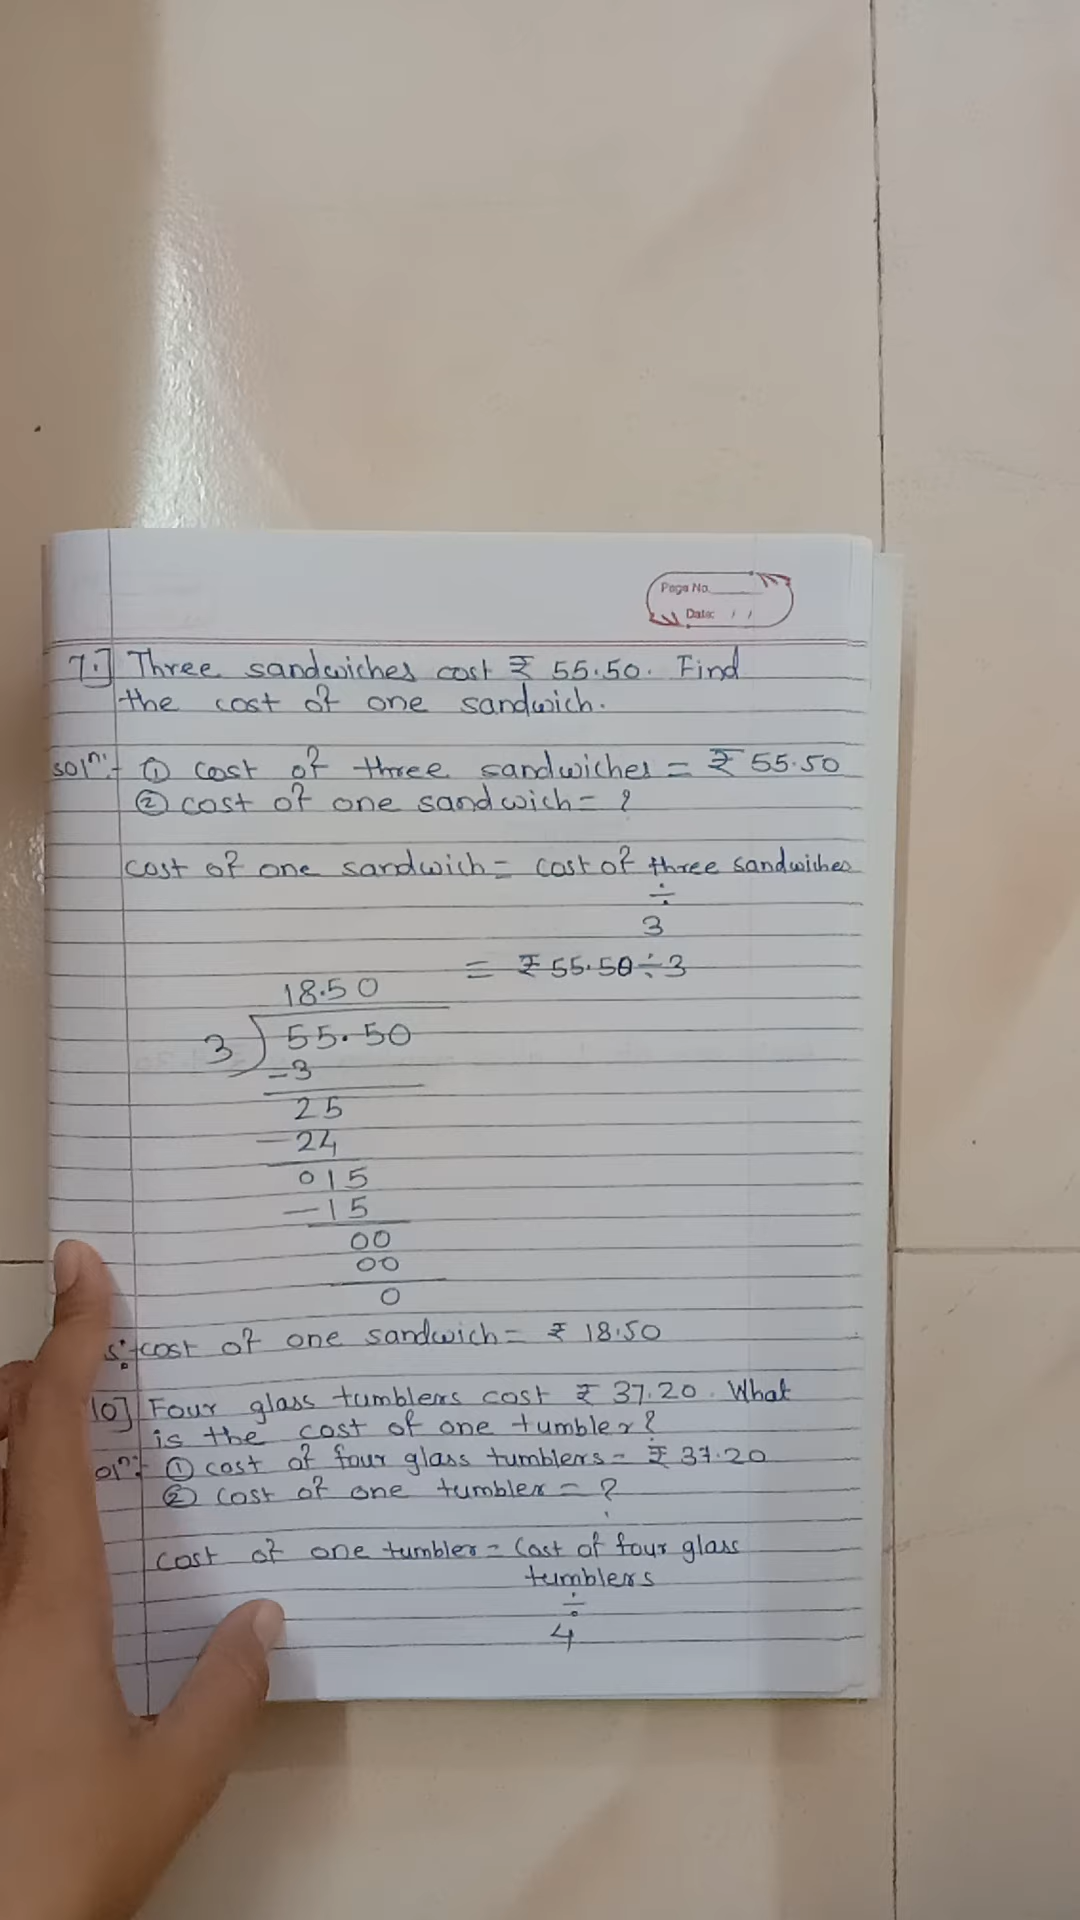 Page No.
Date: / /
7.] Three sandwiches cost ₹ 55.50. Find
the cost of one sandwich.
Solⁿ:- ① cost of three sandwiches = ₹ 55.50
② cost of one sandwich = ?
cost of one sandwich = cost of three sandwiches
÷
3
= ₹ 55.50 ÷ 3
18.50
3 ) 55.50
-3
25
- 24
015
- 15
00
00
0
s:- cost of one sandwich = ₹ 18.50
10] Four glass tumblers cost ₹ 37.20. What
is the cost of one tumbler?
olⁿ:- ① cost of four glass tumblers = ₹ 37.20
② cost of one tumbler = ?
cost of one tumbler = Cost of four glass
tumblers
÷
4